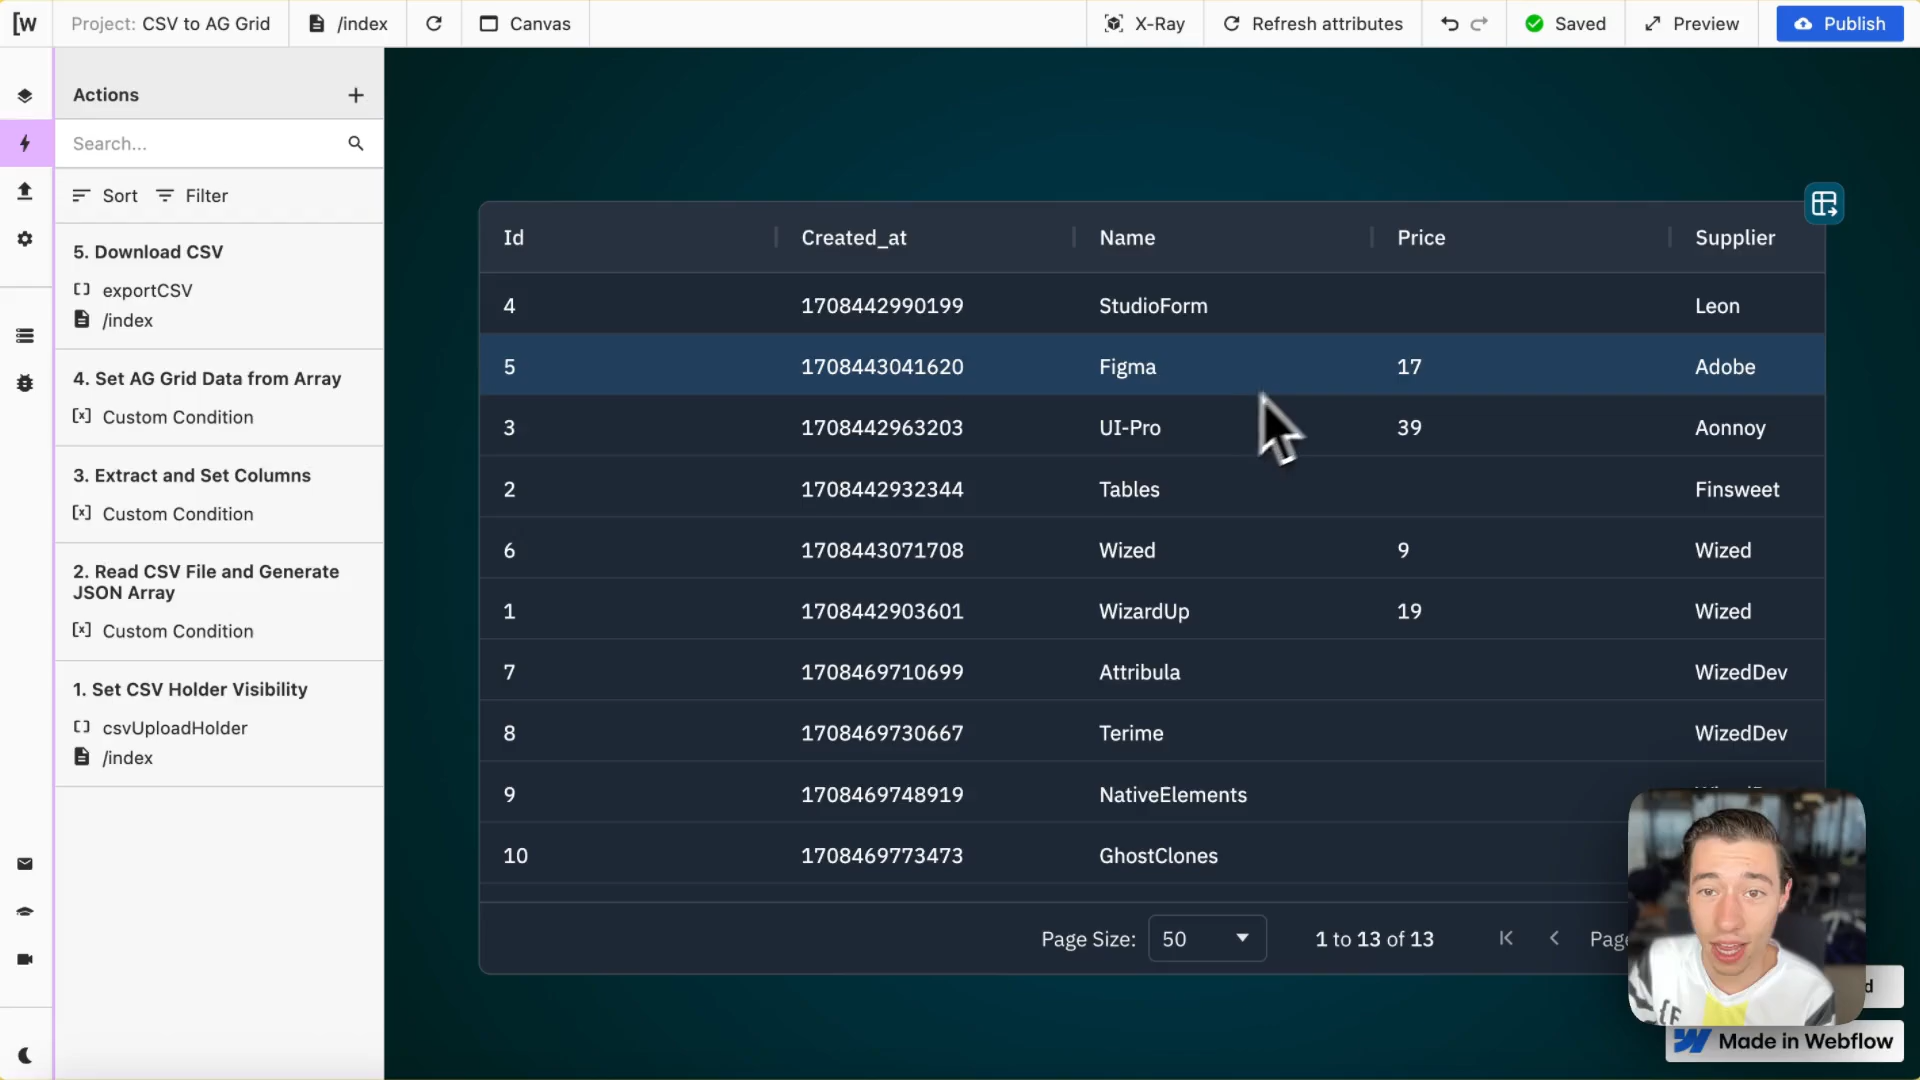 [w
Project: CSV to AG Grid
/index
Canvas
X-Ray
Refresh attributes
Saved
Preview
Publish
Actions
Search...
Sort
Filter
5. Download CSV
exportCSV
/index
4. Set AG Grid Data from Array
Custom Condition
3. Extract and Set Columns
Custom Condition
2. Read CSV File and Generate
JSON Array
Custom Condition
1. Set CSV Holder Visibility
csvUploadHolder
/index
Id Created_at Name Price Supplier
4 1708442990199 StudioForm Leon
5 1708443041620 Figma 17 Adobe
3 1708442963203 UI-Pro 39 Aonnoy
2 1708442932344 Tables Finsweet
6 1708443071708 Wized 9 Wized
1 1708442903601 WizardUp 19 Wized
7 1708469710699 Attribula WizedDev
8 1708469730667 Terime WizedDev
9 1708469748919 NativeElements
10 1708469773473 GhostClones
Page Size: 50 1 to 13 of 13
Made in Webflow